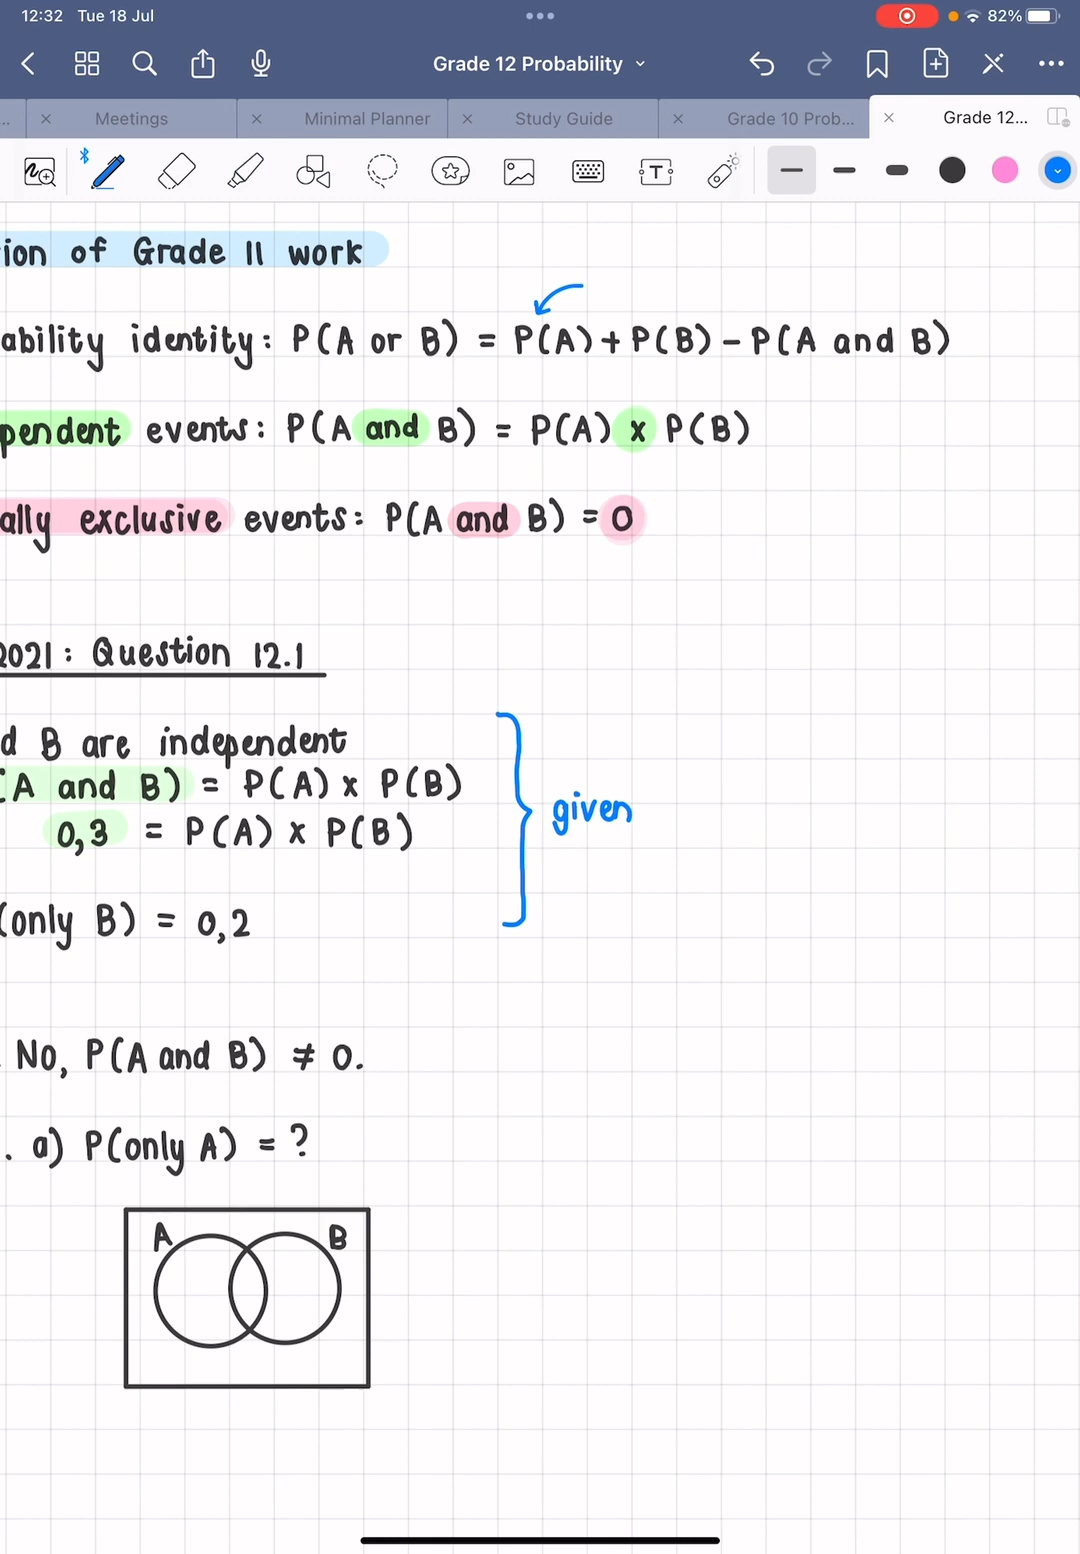 12:32 Tue 18 Jul 82%
Grade 12 Probability
... Meetings Minimal Planner Study Guide Grade 10 Prob... Grade 12...
T
ion of Grade 11 work
ability identity: P(A or B) = P(A) + P(B) - P(A and B)
pendent events: P(A and B) = P(A) x P(B)
ally exclusive events: P(A and B) = 0
2021: Question 12.1
d B are independent
(A and B) = P(A) x P(B)
0,3 = P(A) x P(B)
given
(only B) = 0,2
. No, P(A and B) ≠ 0.
. a) P(only A) = ?
A B